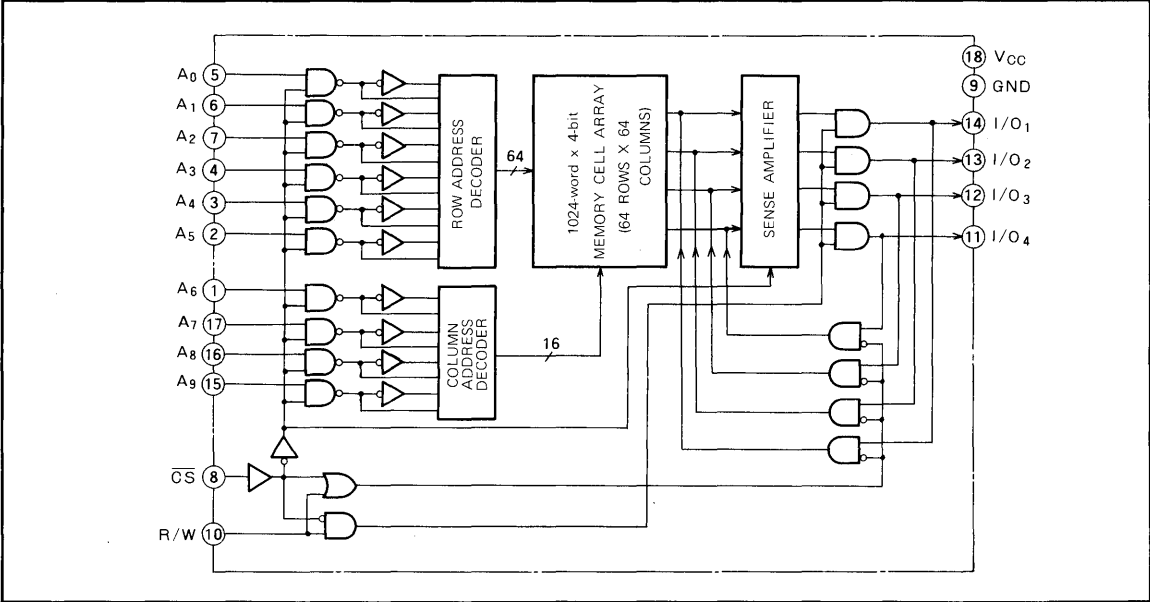 A0 5
A1 6
A2 7
A3 4
A4 3
A5 2
A6 1
A7 17
A8 16
A9 15
C̅S̅ 8
R/W 10
ROW ADDRESS
DECODER
64
COLUMN
ADDRESS
DECODER
16
1024-word x 4-bit
MEMORY CELL ARRAY
(64 ROWS X 64
COLUMNS)
SENSE AMPLIFIER
18 VCC
9 GND
14 I/O1
13 I/O2
12 I/O3
11 I/O4